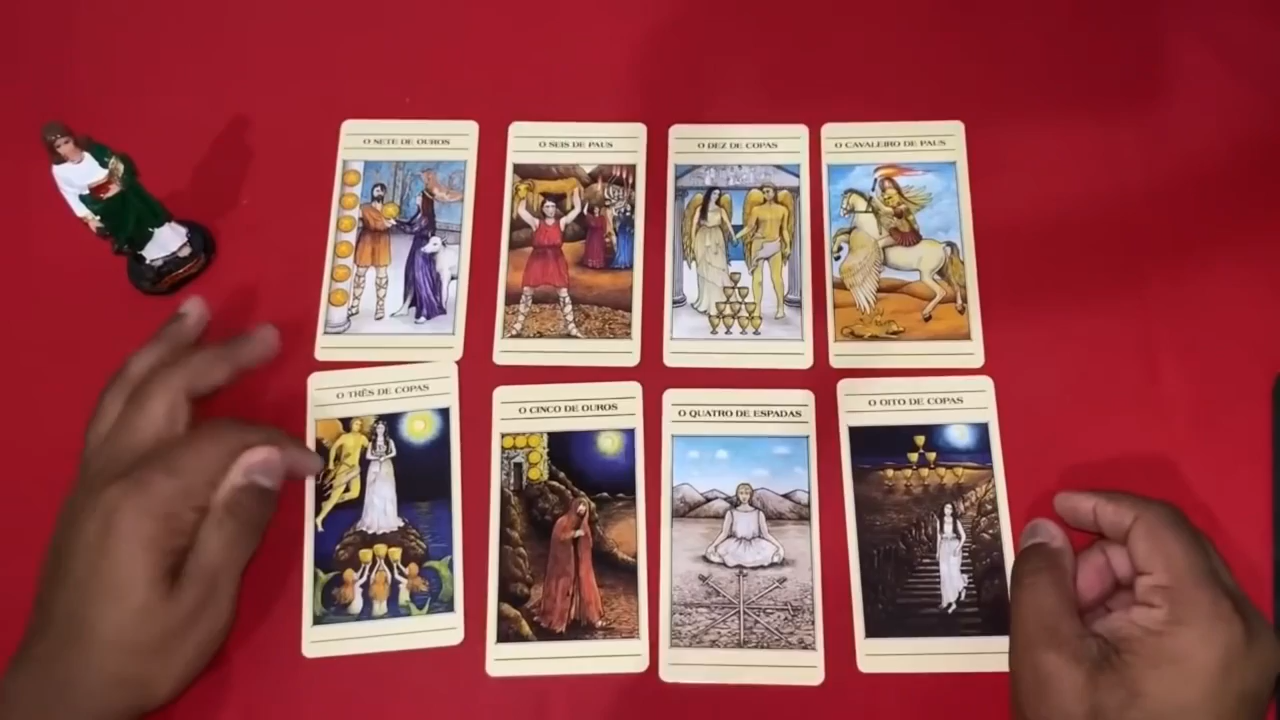 O SETE DE OUROS
O SEIS DE PAUS
O DEZ DE COPAS
O CAVALEIRO DE PAUS
O TRÊS DE COPAS
O CINCO DE OUROS
O QUATRO DE ESPADAS
O OITO DE COPAS